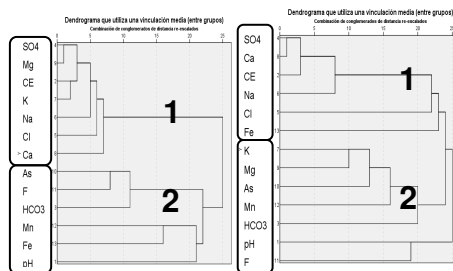 Dendrograma que utiliza una vinculación media (entre grupos)
Combinación de conglomerados de distancia re-escalados
0 5 10 15 20 25
SO4
Mg
CE
K
Na
Cl
Ca
As
F
HCO3
Mn
Fe
pH
1
2
Dendrograma que utiliza una vinculación media (entre grupos)
Combinación de conglomerados de distancia re-escalados
0 5 10 15 20 25
SO4
Ca
CE
Na
Cl
Fe
K
Mg
As
Mn
HCO3
pH
F
1
2